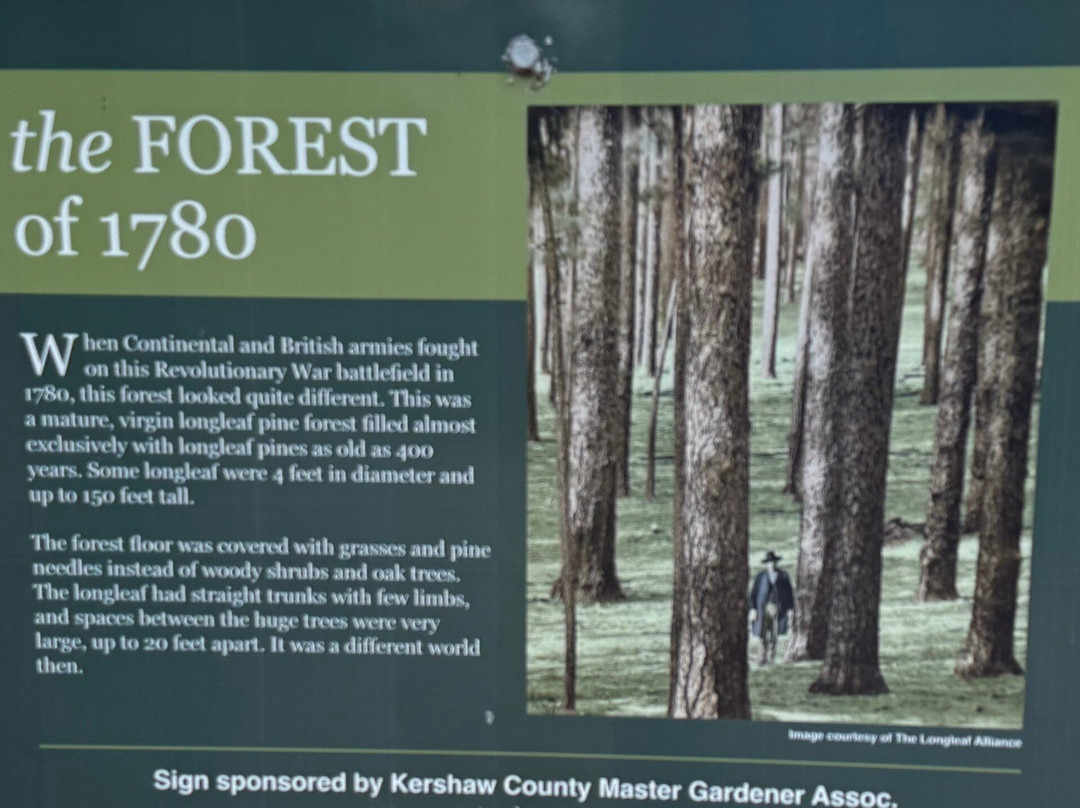 the FOREST
of 1780
When Continental and British armies fought
on this Revolutionary War battlefield in
1780, this forest looked quite different. This was
a mature, virgin longleaf pine forest filled almost
exclusively with longleaf pines as old as 400
years. Some longleaf were 4 feet in diameter and
up to 150 feet tall.
The forest floor was covered with grasses and pine
needles instead of woody shrubs and oak trees.
The longleaf had straight trunks with few limbs,
and spaces between the huge trees were very
large, up to 20 feet apart. It was a different world
then.
Image courtesy of The Longleaf Alliance
Sign sponsored by Kershaw County Master Gardener Assoc.